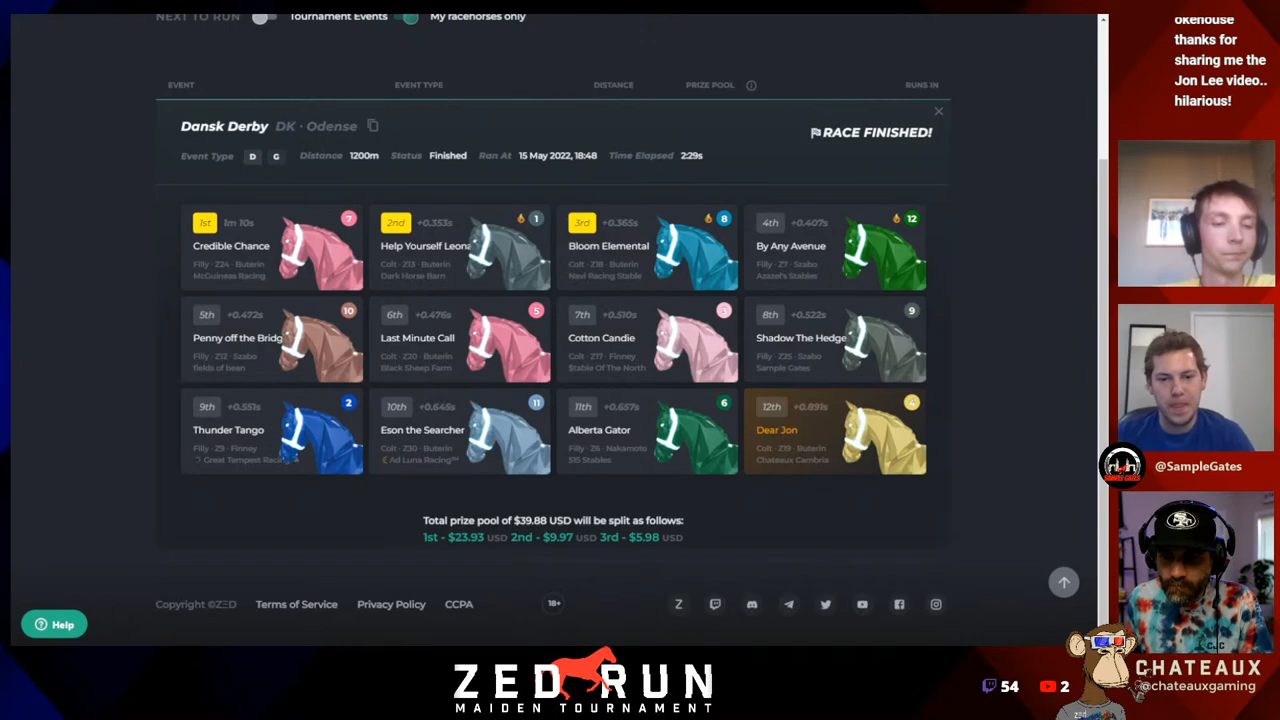 NEXT TO RUN Tournament Events My racehorses only
EVENT EVENT TYPE DISTANCE PRIZE POOL RUNS IN
Dansk Derby DK · Odense
RACE FINISHED!
Event Type D G Distance 1200m Status Finished Ran At 15 May 2022, 18:48 Time Elapsed 2:29s
1st 1m 10s 7
Credible Chance
Filly · Z24 · Buterin
McGuiness Racing
2nd +0.353s 1
Help Yourself Leona
Colt · Z13 · Buterin
Dark Horse Barn
3rd +0.365s 8
Bloom Elemental
Colt · Z18 · Buterin
Navi Racing Stable
4th +0.407s 12
By Any Avenue
Filly · Z7 · Szabo
Azazel's Stables
5th +0.472s 10
Penny off the Bridg
Filly · Z12 · Szabo
fields of bean
6th +0.476s 5
Last Minute Call
Colt · Z20 · Buterin
Black Sheep Farm
7th +0.510s 3
Cotton Candie
Colt · Z17 · Finney
Stable Of The North
8th +0.522s 9
Shadow The Hedge
Filly · Z25 · Szabo
Sample Gates
9th +0.551s 2
Thunder Tango
Filly · Z9 · Finney
Great Tempest Raci
10th +0.645s 11
Eson the Searcher
Colt · Z30 · Buterin
Ad Luna Racing™
11th +0.657s 6
Alberta Gator
Filly · Z6 · Nakamoto
515 Stables
12th +0.891s 4
Dear Jon
Colt · Z19 · Buterin
Chateaux Cambria
Total prize pool of $39.88 USD will be split as follows:
1st - $23.93 USD 2nd - $9.97 USD 3rd - $5.98 USD
Copyright ©ZED Terms of Service Privacy Policy CCPA 18+
Help
ZED RUN
MAIDEN TOURNAMENT
okehouse
thanks for
sharing me the
Jon Lee video..
hilarious!
SAMPLE GATES
@SampleGates
54 2
CHATEAUX
@chateauxgaming